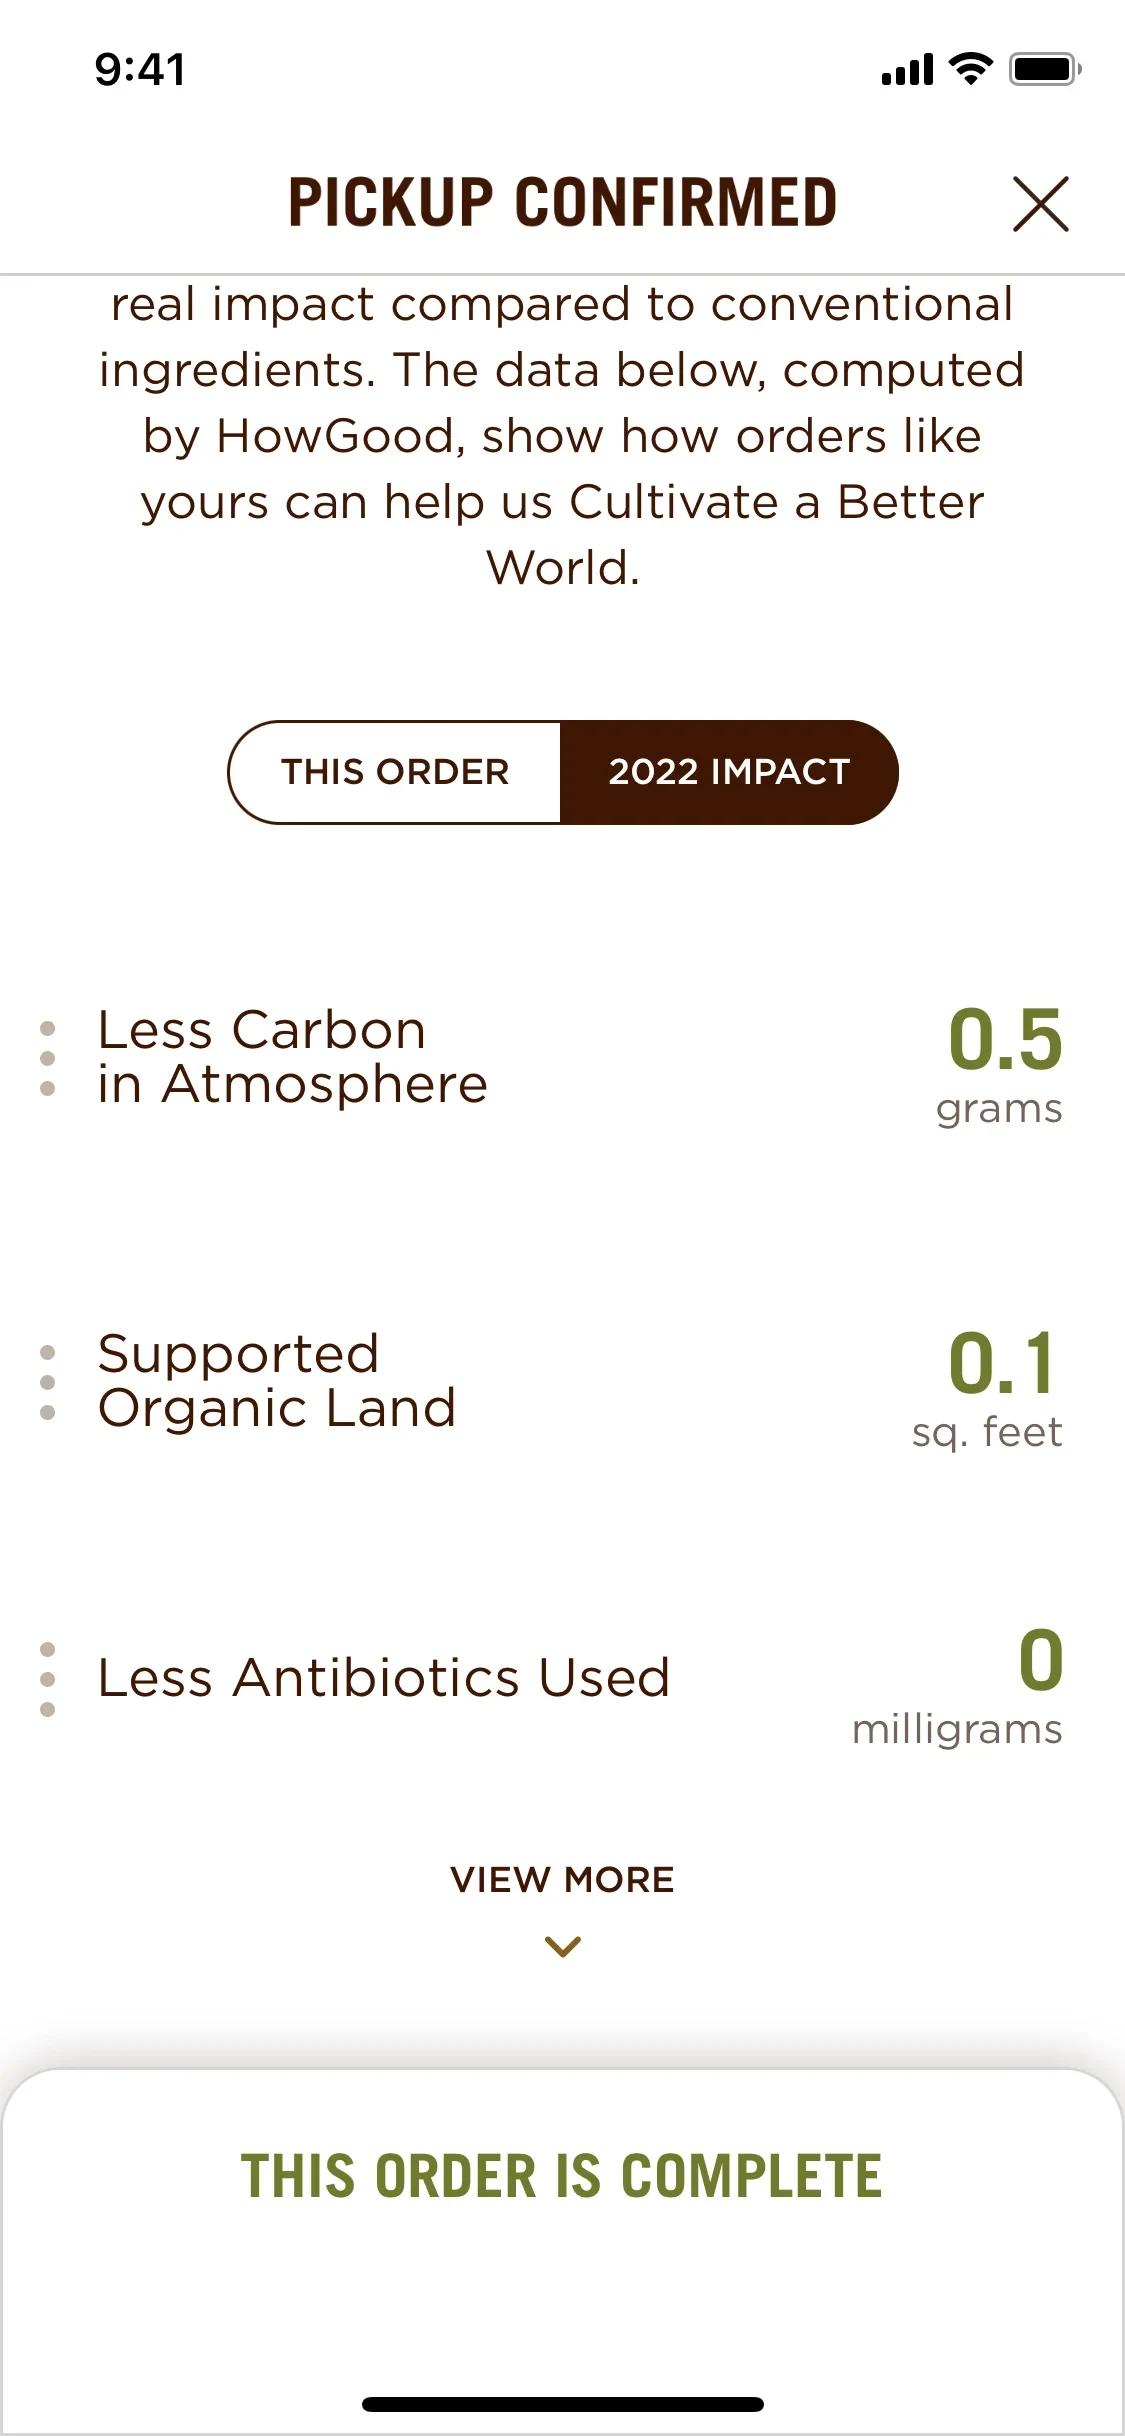 9:41
PICKUP CONFIRMED
real impact compared to conventional
ingredients. The data below, computed
by HowGood, show how orders like
yours can help us Cultivate a Better
World.
THIS ORDER
2022 IMPACT
Less Carbon
in Atmosphere
0.5
grams
Supported
Organic Land
0.1
sq. feet
Less Antibiotics Used
0
milligrams
VIEW MORE
THIS ORDER IS COMPLETE